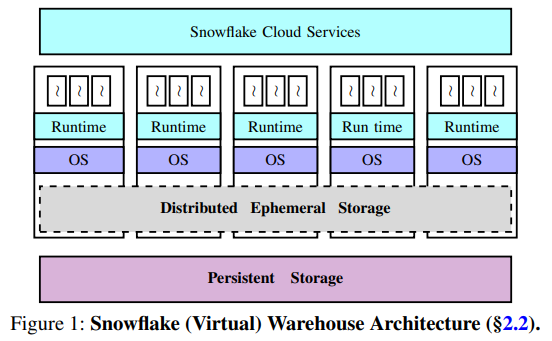 Snowflake Cloud Services
~ ~ ~ ~ ~ ~ ~ ~ ~ ~ ~ ~ ~ ~ ~
Runtime Runtime Runtime Run time Runtime
OS OS OS OS OS
Distributed Ephemeral Storage
Persistent Storage
Figure 1: Snowflake (Virtual) Warehouse Architecture (§2.2).